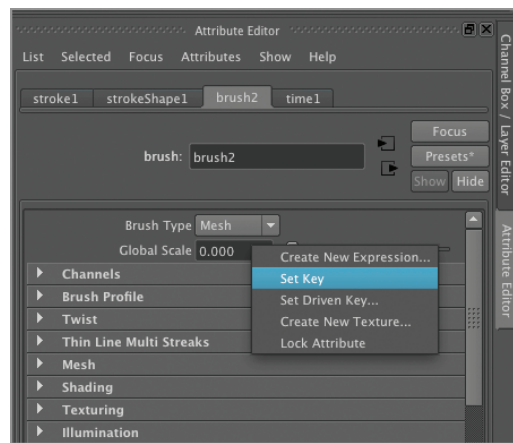 Attribute Editor
List Selected Focus Attributes Show Help
stroke1 strokeShape1 brush2 time1
Focus
brush: brush2
Presets*
Show Hide
Brush Type Mesh
Global Scale 0.000
Create New Expression...
Channels
Set Key
Brush Profile
Set Driven Key...
Twist
Create New Texture...
Thin Line Multi Streaks
Lock Attribute
Mesh
Shading
Texturing
Illumination
Channel Box / Layer Editor
Attribute Editor